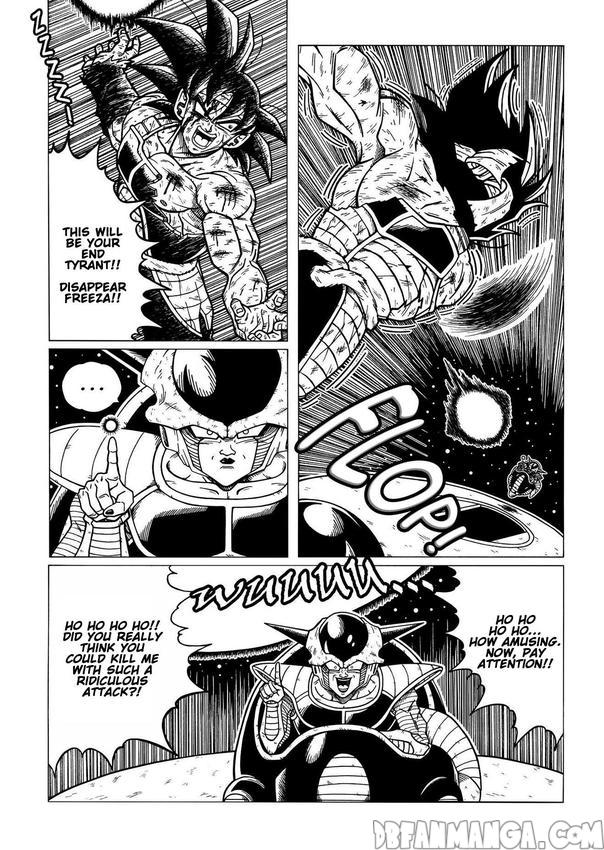 ZZZZZ—
THIS WILL
BE YOUR
END
TYRANT!!
DISAPPEAR
FREEZA!!
...
FLOP!
WUUUUU...
HO HO HO HO!!
DID YOU REALLY
THINK YOU
COULD KILL ME
WITH SUCH A
RIDICULOUS
ATTACK?!
HO HO
HO HO...
HOW AMUSING.
NOW, PAY
ATTENTION!!
DBFANMANGA.COM